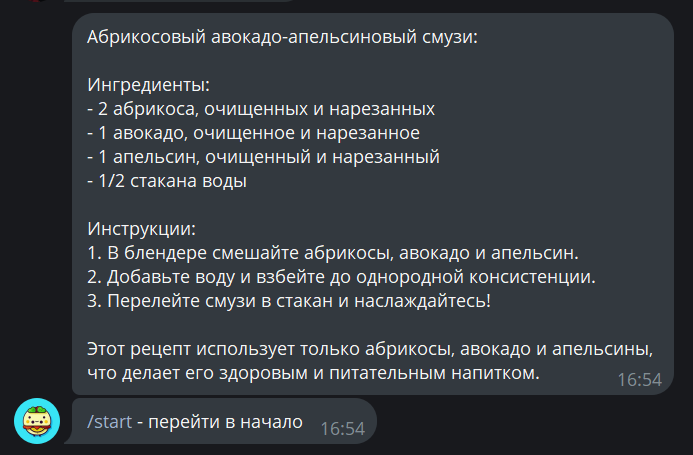 Абрикосовый авокадо-апельсиновый смузи:
Ингредиенты:
- 2 абрикоса, очищенных и нарезанных
- 1 авокадо, очищенное и нарезанное
- 1 апельсин, очищенный и нарезанный
- 1/2 стакана воды
Инструкции:
1. В блендере смешайте абрикосы, авокадо и апельсин.
2. Добавьте воду и взбейте до однородной консистенции.
3. Перелейте смузи в стакан и наслаждайтесь!
Этот рецепт использует только абрикосы, авокадо и апельсины,
что делает его здоровым и питательным напитком.
16:54
/start - перейти в начало
16:54